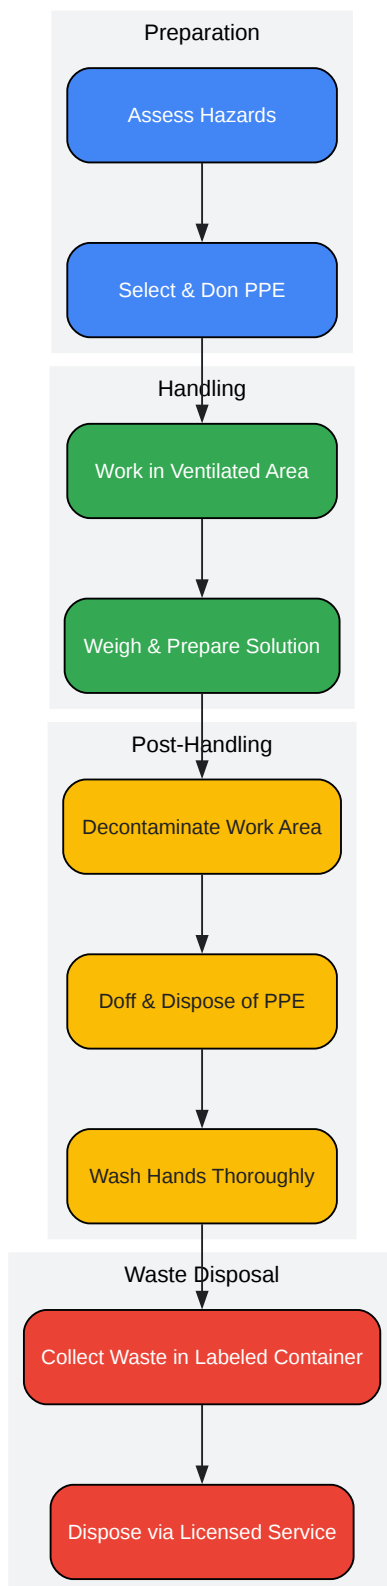 Preparation
Assess Hazards
Select & Don PPE
Handling
Work in Ventilated Area
Weigh & Prepare Solution
Post-Handling
Decontaminate Work Area
Doff & Dispose of PPE
Wash Hands Thoroughly
Waste Disposal
Collect Waste in Labeled Container
Dispose via Licensed Service